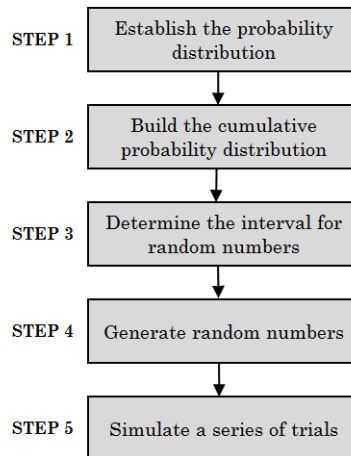 STEP 1
Establish the probability
distribution
STEP 2
Build the cumulative
probability distribution
STEP 3
Determine the interval for
random numbers
STEP 4
Generate random numbers
STEP 5
Simulate a series of trials